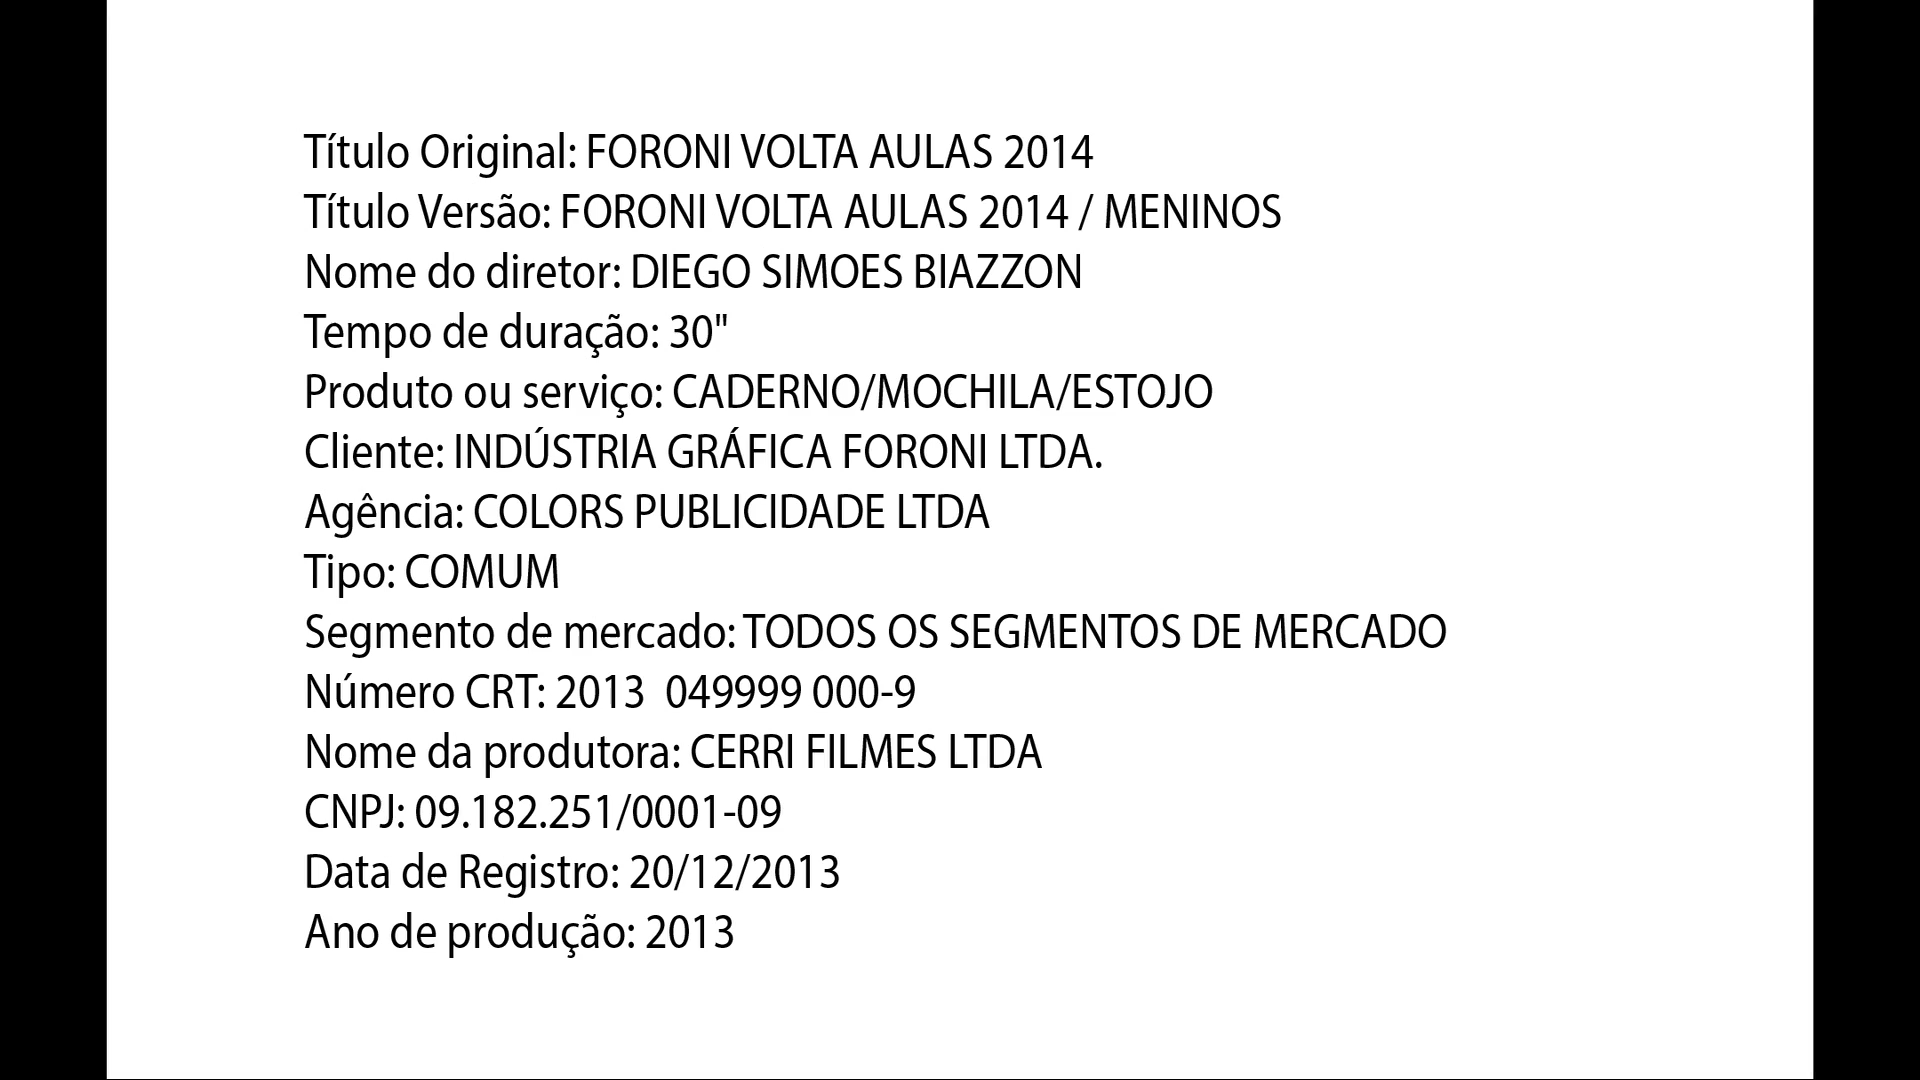 Título Original: FORONI VOLTA AULAS 2014
Título Versão: FORONI VOLTA AULAS 2014 / MENINOS
Nome do diretor: DIEGO SIMOES BIAZZON
Tempo de duração: 30"
Produto ou serviço: CADERNO/MOCHILA/ESTOJO
Cliente: INDÚSTRIA GRÁFICA FORONI LTDA.
Agência: COLORS PUBLICIDADE LTDA
Tipo: COMUM
Segmento de mercado: TODOS OS SEGMENTOS DE MERCADO
Número CRT: 2013  049999 000-9
Nome da produtora: CERRI FILMES LTDA
CNPJ: 09.182.251/0001-09
Data de Registro: 20/12/2013
Ano de produção: 2013